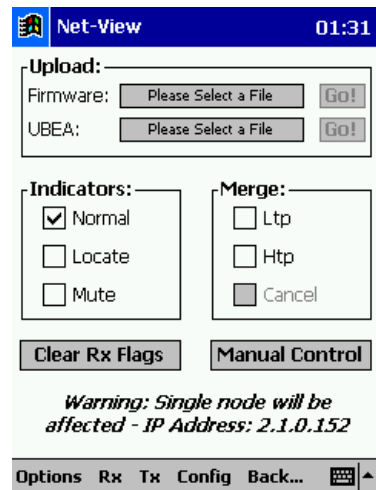 Net-View 01:31
Upload:
Firmware: Please Select a File Go!
UBEA: Please Select a File Go!
Indicators: Merge:
Normal Ltp
Locate Htp
Mute Cancel
Clear Rx Flags Manual Control
Warning: Single node will be
affected - IP Address: 2.1.0.152
Options Rx Tx Config Back...